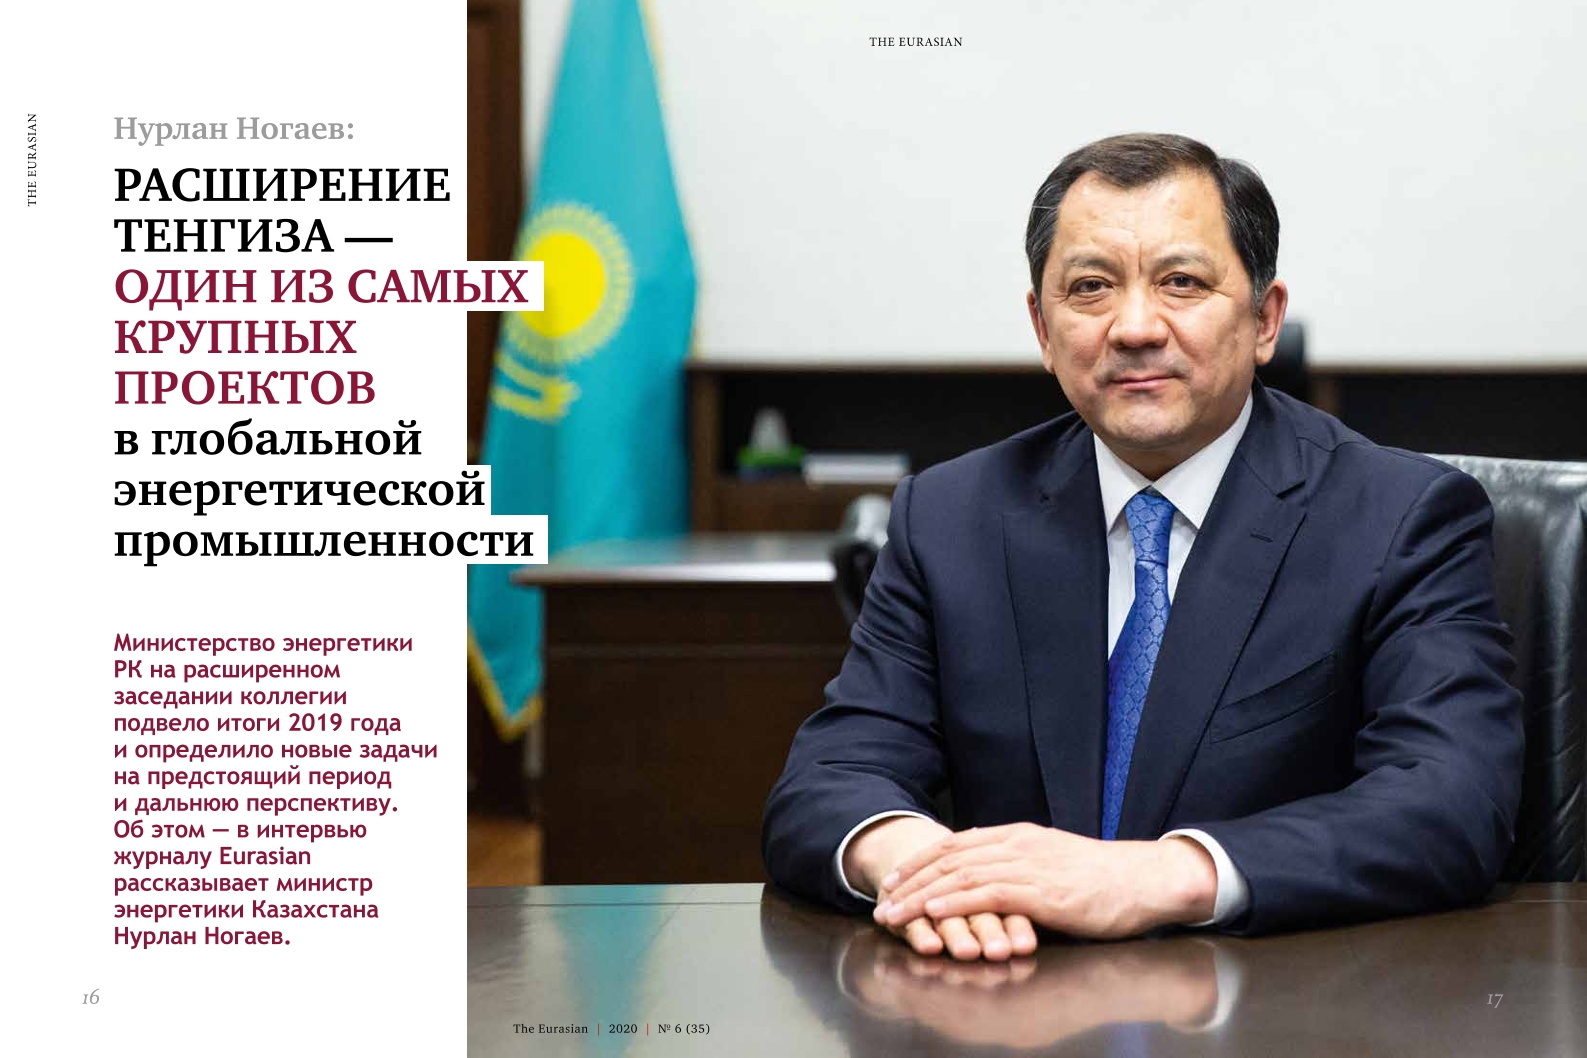 THE EURASIAN
THE EURASIAN
Нурлан Ногаев:
РАСШИРЕНИЕ
ТЕНГИЗА —
ОДИН ИЗ САМЫХ
КРУПНЫХ
ПРОЕКТОВ
в глобальной
энергетической
промышленности
Министерство энергетики
РК на расширенном
заседании коллегии
подвело итоги 2019 года
и определило новые задачи
на предстоящий период
и дальнюю перспективу.
Об этом — в интервью
журналу Eurasian
рассказывает министр
энергетики Казахстана
Нурлан Ногаев.
16
17
The Eurasian | 2020 | № 6 (35)